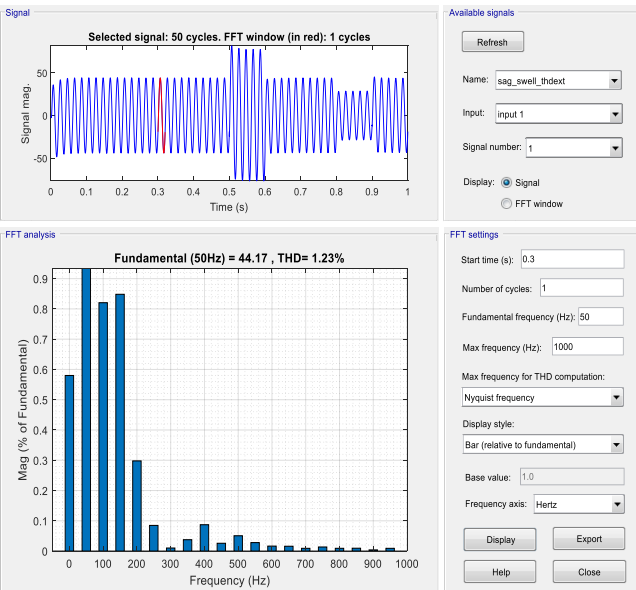 Signal
Selected signal: 50 cycles. FFT window (in red): 1 cycles
Signal mag.
50
0
-50
0 0.1 0.2 0.3 0.4 0.5 0.6 0.7 0.8 0.9 1
Time (s)
Available signals
Refresh
Name: sag_swell_thdext
Input: input 1
Signal number: 1
Display: Signal
FFT window
FFT analysis
Fundamental (50Hz) = 44.17 , THD= 1.23%
Mag (% of Fundamental)
0.9
0.8
0.7
0.6
0.5
0.4
0.3
0.2
0.1
0
0 100 200 300 400 500 600 700 800 900 1000
Frequency (Hz)
FFT settings
Start time (s): 0.3
Number of cycles: 1
Fundamental frequency (Hz): 50
Max frequency (Hz): 1000
Max frequency for THD computation:
Nyquist frequency
Display style:
Bar (relative to fundamental)
Base value: 1.0
Frequency axis: Hertz
Display Export
Help Close